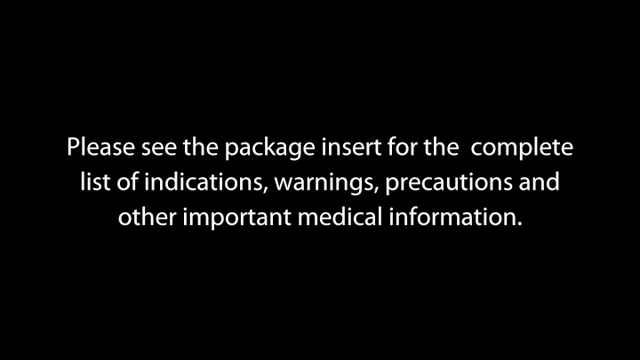 Please see the package insert for the  complete
list of indications, warnings, precautions and
other important medical information.